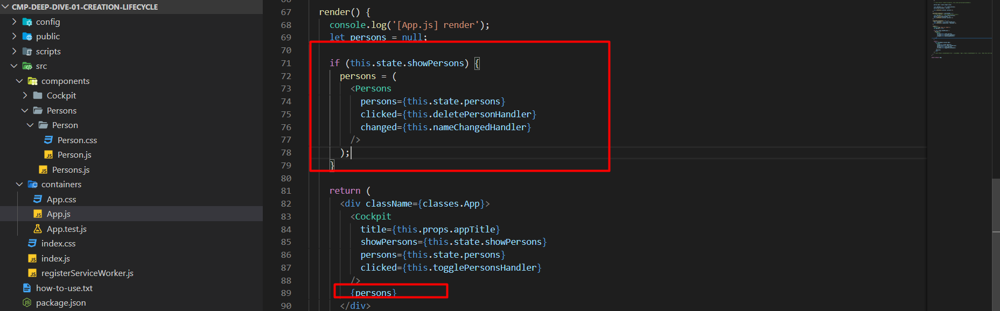 CMP-DEEP-DIVE-01-CREATION-LIFECYCLE
config
public
scripts
src
components
Cockpit
Persons
Person
Person.css
Person.js
Persons.js
containers
App.css
App.js
App.test.js
index.css
index.js
registerServiceWorker.js
how-to-use.txt
package.json
67 render() {
68 console.log('[App.js] render');
69 let persons = null;
70
71 if (this.state.showPersons) {
72 persons = (
73 <Persons
74 persons={this.state.persons}
75 clicked={this.deletePersonHandler}
76 changed={this.nameChangedHandler}
77 />
78 );
79 }
80
81 return (
82 <div className={classes.App}>
83 <Cockpit
84 title={this.props.appTitle}
85 showPersons={this.state.showPersons}
86 persons={this.state.persons}
87 clicked={this.togglePersonsHandler}
88 />
89 {persons}
90 </div>